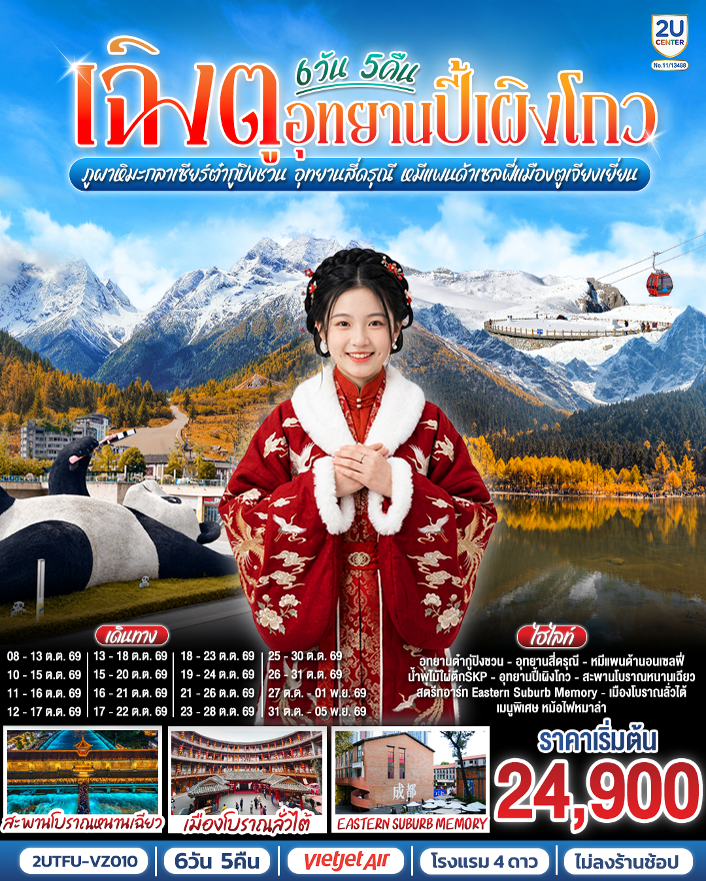 2U
CENTER
No.11/13488
6วัน 5คืน
เฉิงตู อุทยานปี้เผิงโกว
ภูผาหิมะกลาเซียร์ต๋ากู่ปิงชวน อุทยานสี่ดรุณี หมีแพนด้าเซลฟี่เมืองตูเจียงเยี่ยน
เดินทาง
08 - 13 ต.ค. 69
10 - 15 ต.ค. 69
11 - 16 ต.ค. 69
12 - 17 ต.ค. 69
13 - 18 ต.ค. 69
15 - 20 ต.ค. 69
16 - 21 ต.ค. 69
17 - 22 ต.ค. 69
18 - 23 ต.ค. 69
19 - 24 ต.ค. 69
21 - 26 ต.ค. 69
23 - 28 ต.ค. 69
25 - 30 ต.ค. 69
26 - 31 ต.ค. 69
27 ต.ค. - 01 พ.ย. 69
31 ต.ค. - 05 พ.ย. 69
ไฮไลท์
อุทยานต๋ากู่ปิงชวน - อุทยานสี่ดรุณี - หมีแพนด้านอนเซลฟี่
น้ำพุไม้ไผ่ตึกSKP - อุทยานปี้เผิงโกว - สะพานโบราณหนานเฉียว
สตรีทอาร์ท Eastern Suburb Memory - เมืองโบราณลั่วไต้
เมนูพิเศษ หม้อไฟหมาล่า
สะพานโบราณหนานเฉียว
เมืองโบราณลั่วไต้
成都
EASTERN SUBURB MEMORY
ราคาเริ่มต้น
24,900
2UTFU-VZ010
6วัน 5คืน
vietjet Air
โรงแรม 4 ดาว
ไม่ลงร้านช้อป